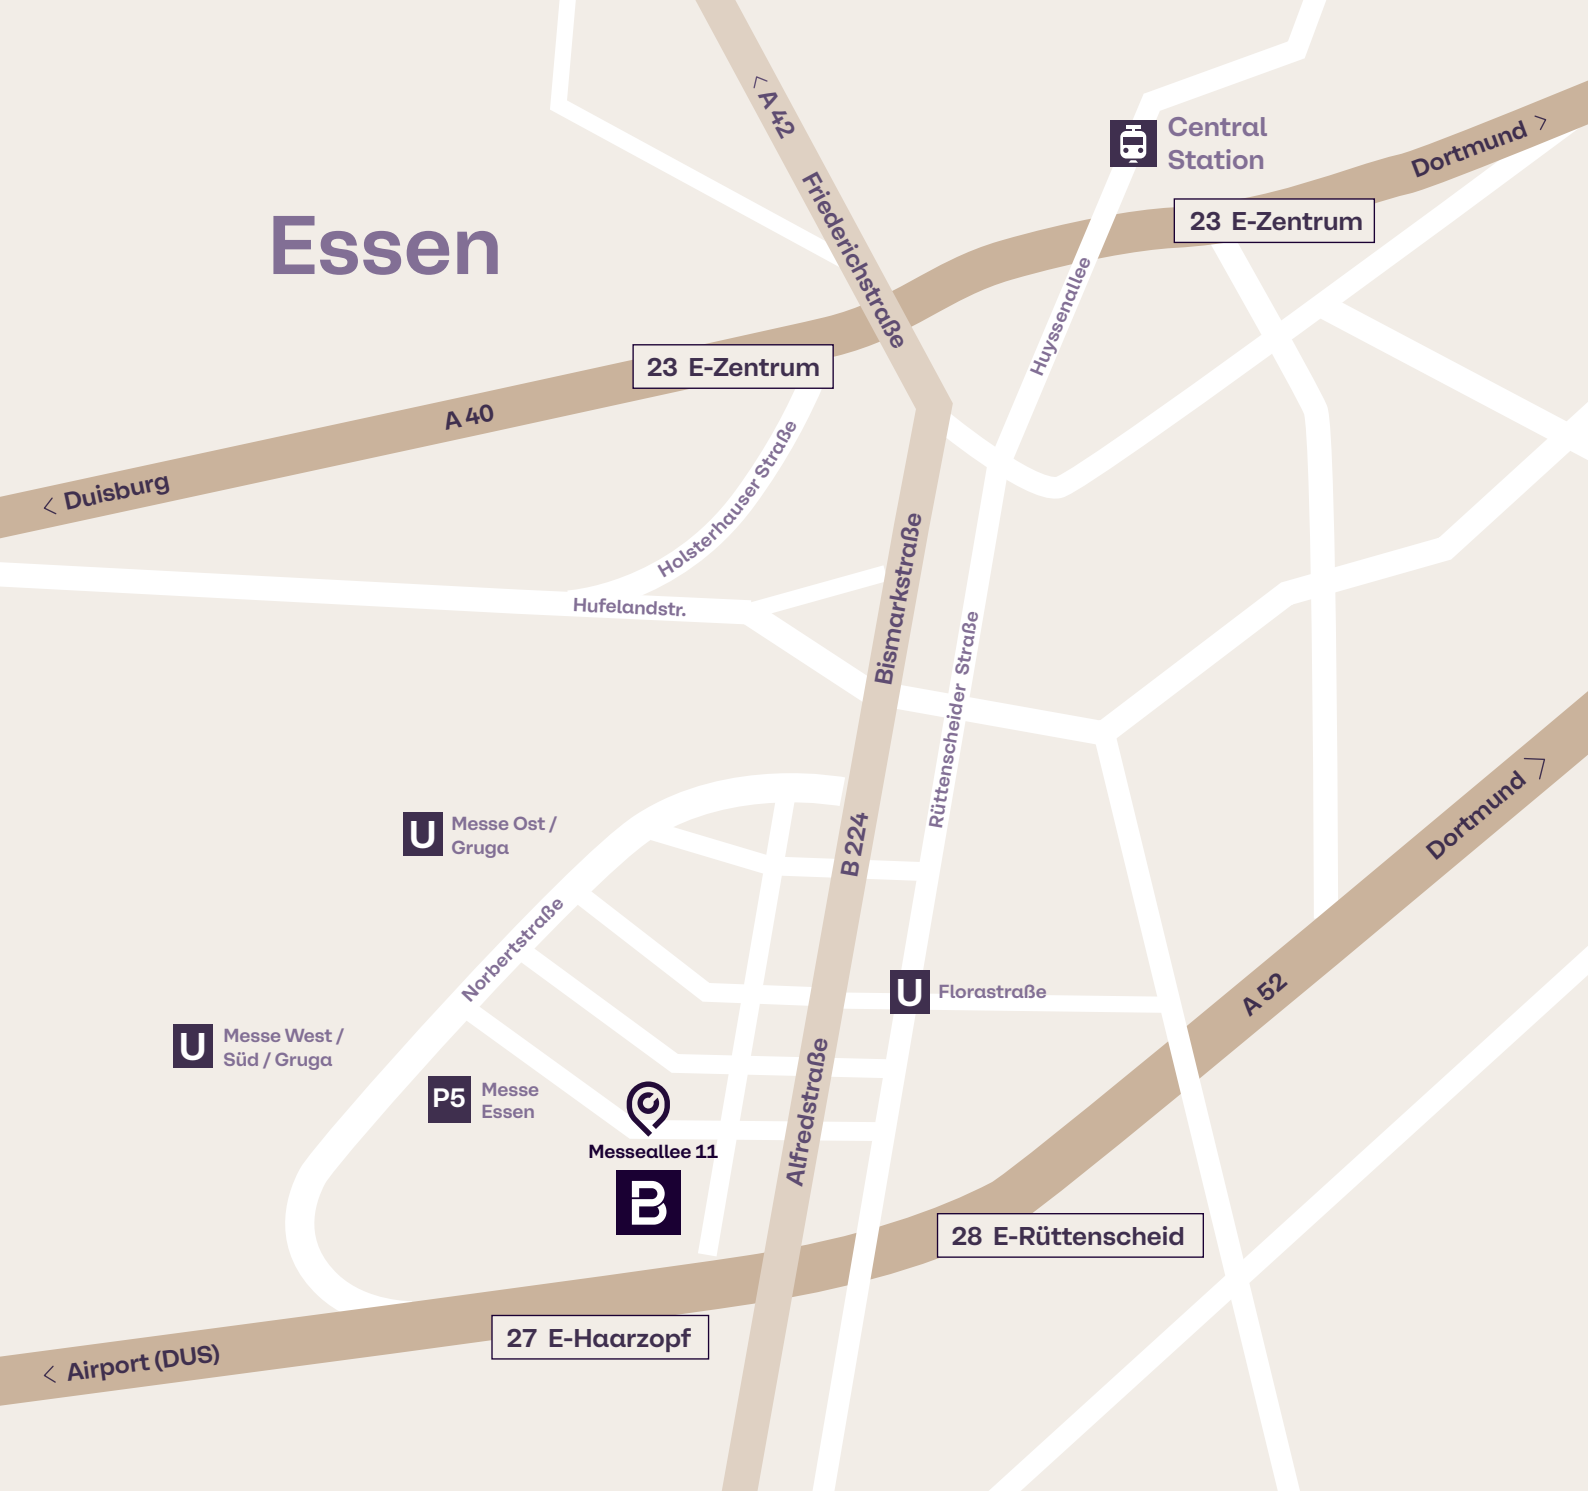 A 42
Central
Station
Dortmund
Friederichstraße
23 E-Zentrum
Essen
Huyssenallee
23 E-Zentrum
A 40
Duisburg
Holsterhauser Straße
Hufelandstr.
Bismarkstraße
Rüttenscheider Straße
Dortmund
B 224
U
Messe Ost /
Gruga
Norbertstraße
U
Florastraße
A 52
U
Messe West /
Süd / Gruga
P5
Messe
Essen
Alfredstraße
Messeallee 11
B
28 E-Rüttenscheid
27 E-Haarzopf
Airport (DUS)